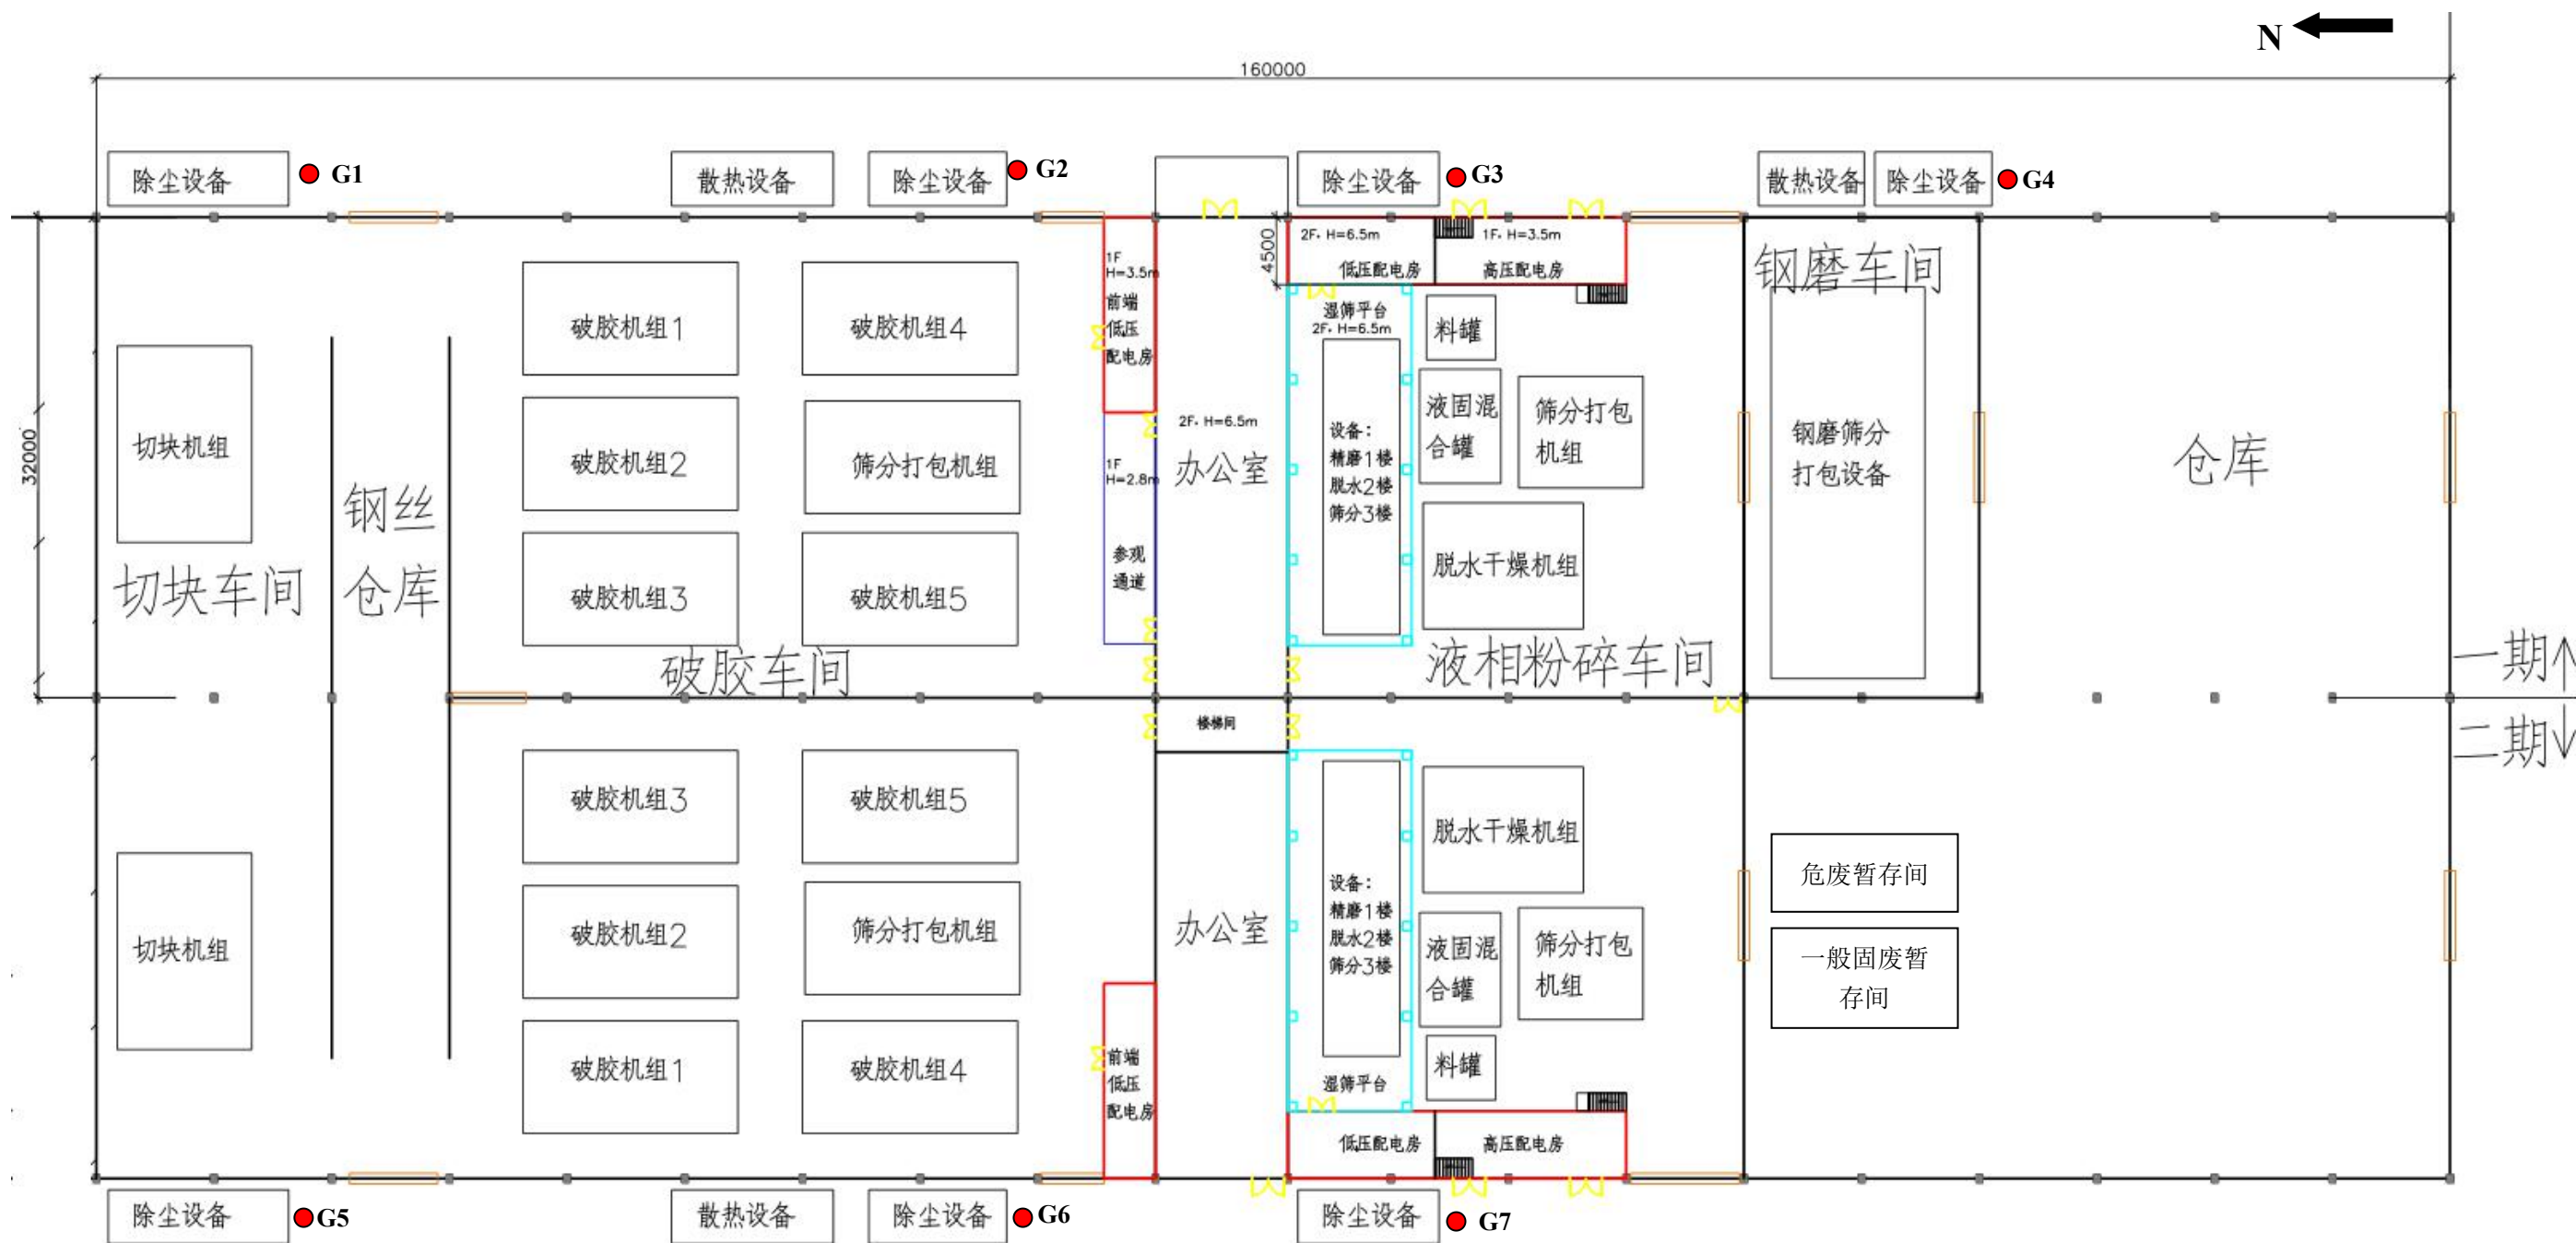 N
160000
除尘设备
G1
散热设备
除尘设备
G2
除尘设备
G3
散热设备
除尘设备
G4
32000
4500
1F
H=3.5m
前端
低压
配电房
2F. H=6.5m
低压配电房
1F. H=3.5m
高压配电房
钢磨车间
破胶机组1
破胶机组4
湿筛平台
2F. H=6.5m
料罐
切块机组
破胶机组2
筛分打包机组
1F
H=2.8m
参观
通道
2F. H=6.5m
办公室
设备:
精磨1楼
脱水2楼
筛分3楼
液固混
合罐
筛分打包
机组
钢磨筛分
打包设备
仓库
钢丝
仓库
切块车间
破胶机组3
破胶机组5
脱水干燥机组
破胶车间
液相粉碎车间
一期↑
二期↓
楼梯间
破胶机组3
破胶机组5
脱水干燥机组
危废暂存间
切块机组
破胶机组2
筛分打包机组
办公室
设备:
精磨1楼
脱水2楼
筛分3楼
液固混
合罐
筛分打包
机组
一般固废暂
存间
破胶机组1
破胶机组4
前端
低压
配电房
湿筛平台
料罐
低压配电房
高压配电房
除尘设备
G5
散热设备
除尘设备
G6
除尘设备
G7